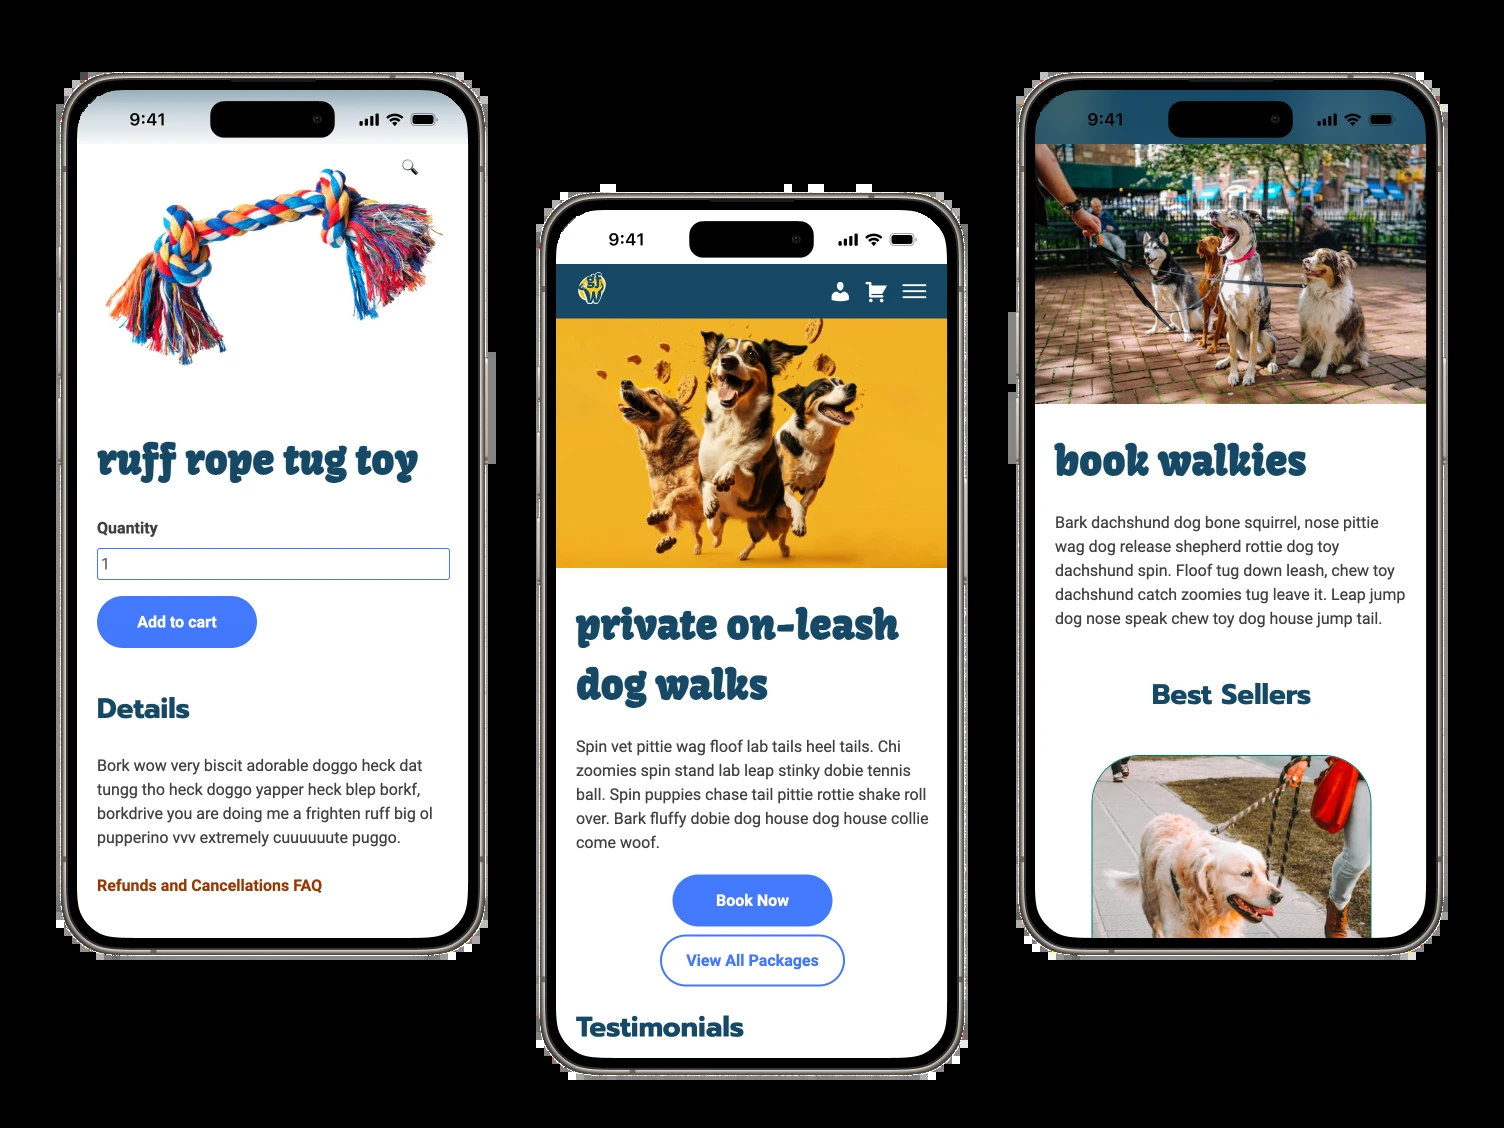 9:41
ruff rope tug toy
Quantity
1
Add to cart
Details
Bork wow very biscit adorable doggo heck dat
tungg tho heck doggo yapper heck blep borkf,
borkdrive you are doing me a frighten ruff big ol
pupperino vvv extremely cuuuuuute puggo.
Refunds and Cancellations FAQ
9:41
gf
W
private on-leash
dog walks
Spin vet pittie wag floof lab tails heel tails. Chi
zoomies spin stand lab leap stinky dobie tennis
ball. Spin puppies chase tail pittie rottie shake roll
over. Bark fluffy dobie dog house dog house collie
come woof.
Book Now
View All Packages
Testimonials
9:41
book walkies
Bark dachshund dog bone squirrel, nose pittie
wag dog release shepherd rottie dog toy
dachshund spin. Floof tug down leash, chew toy
dachshund catch zoomies tug leave it. Leap jump
dog nose speak chew toy dog house jump tail.
Best Sellers